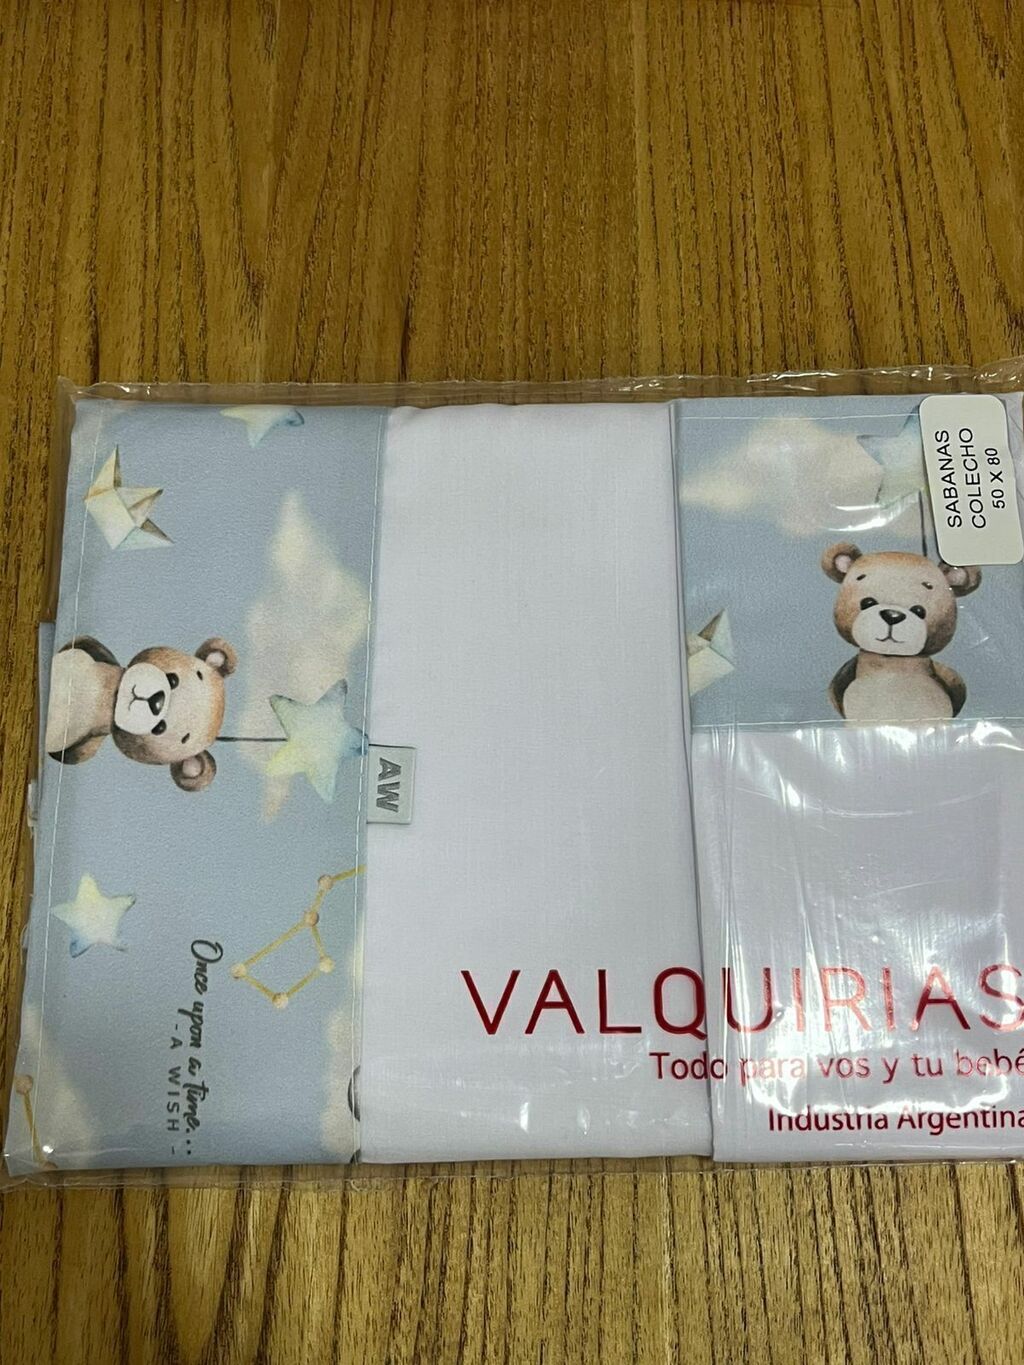 SABANAS
COLECHO
50 X 80
AW
Once upon a time...
- A WISH -
VALQUIRIAS
Todo para vos y tu bebé
Industria Argentina